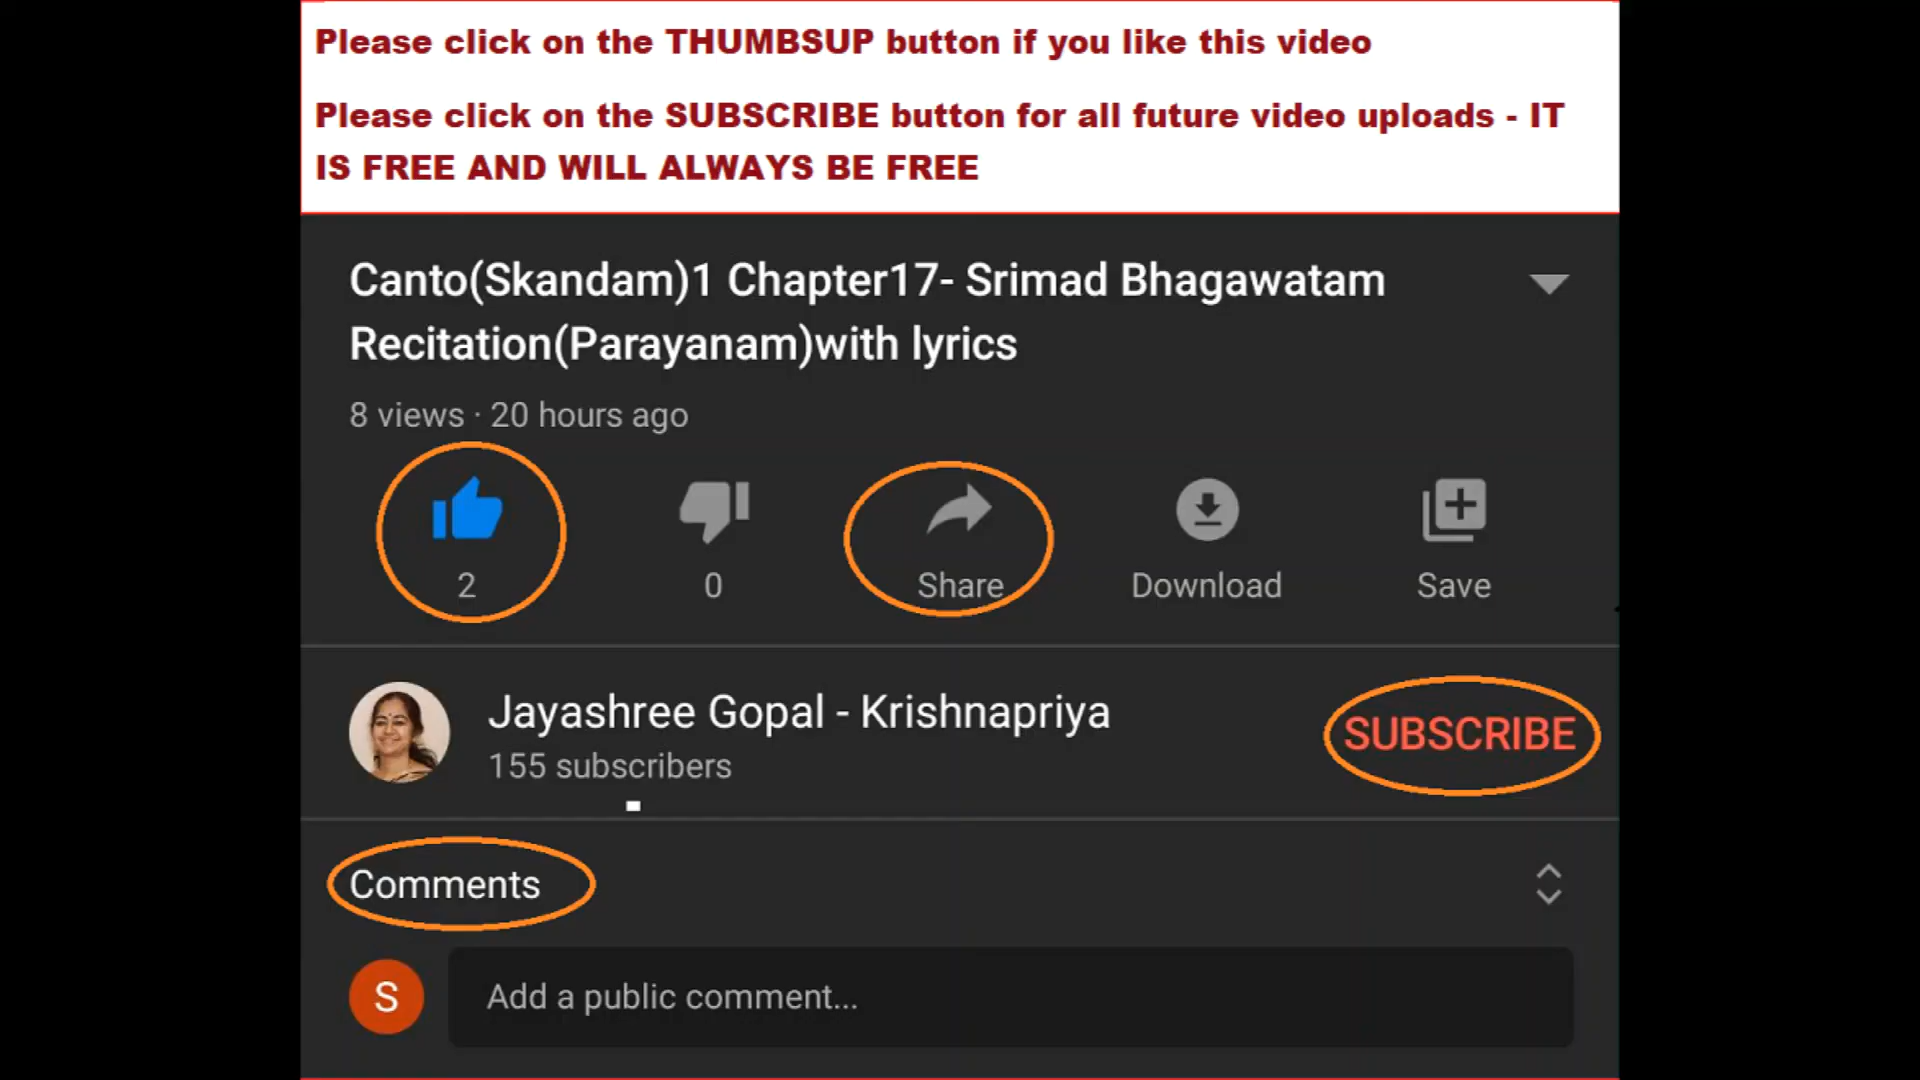 Please click on the THUMBSUP button if you like this video
Please click on the SUBSCRIBE button for all future video uploads - IT
IS FREE AND WILL ALWAYS BE FREE
Canto(Skandam)1 Chapter17- Srimad Bhagawatam
Recitation(Parayanam)with lyrics
8 views · 20 hours ago
2 0 Share Download Save
Jayashree Gopal - Krishnapriya
SUBSCRIBE
155 subscribers
Comments
S
Add a public comment...